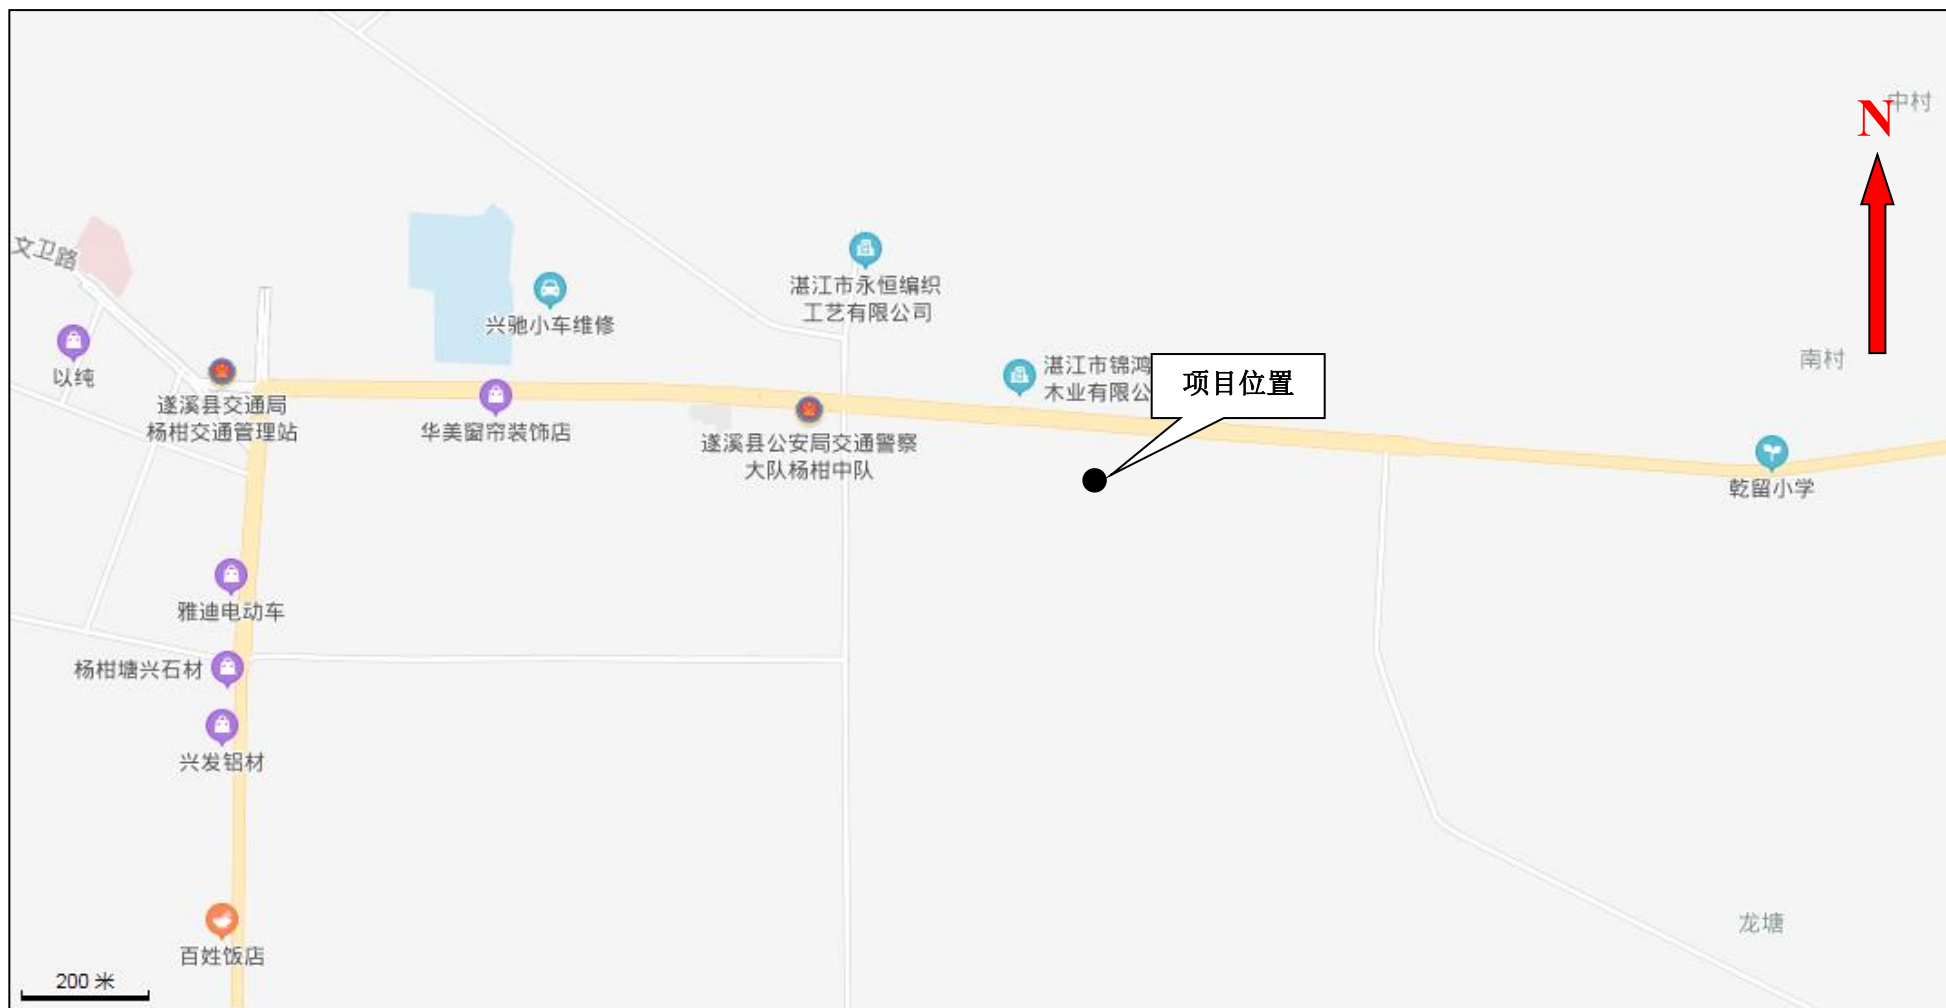 中村
N
文卫路
湛江市永恒编织
工艺有限公司
兴驰小车维修
南村
以纯
湛江市锦鸿
木业有限公
项目位置
遂溪县交通局
杨柑交通管理站
华美窗帘装饰店
遂溪县公安局交通警察
大队杨柑中队
乾留小学
雅迪电动车
杨柑塘兴石材
兴发铝材
龙塘
百姓饭店
200 米